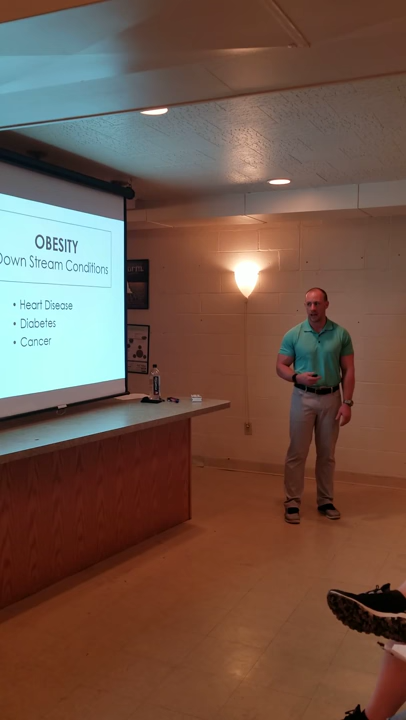 OBESITY
Down Stream Conditions
• Heart Disease
• Diabetes
• Cancer